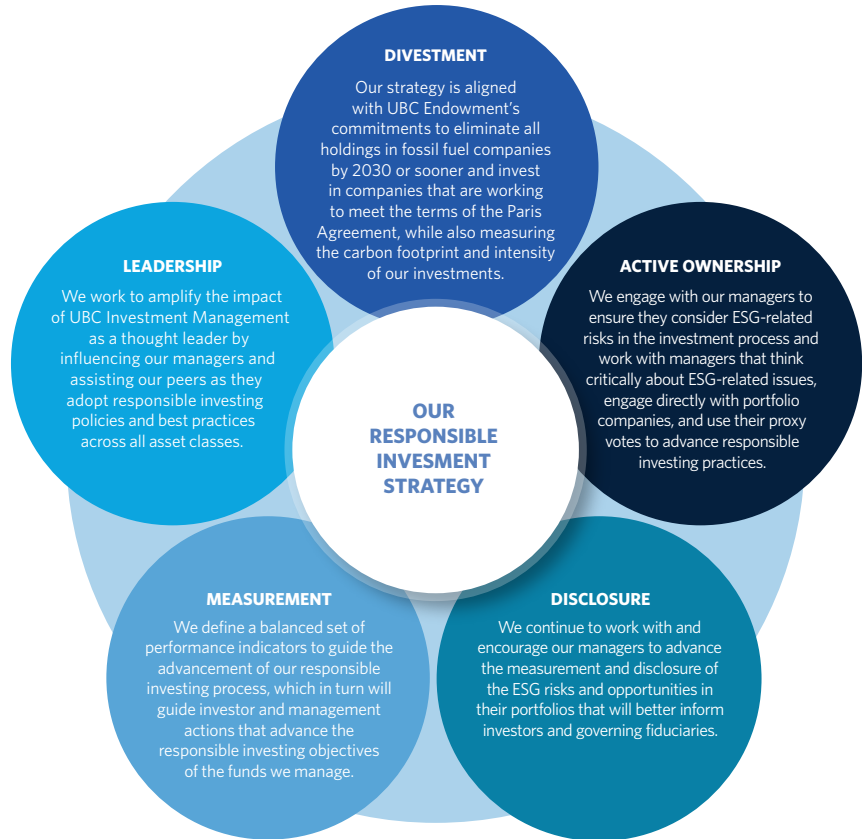 DIVESTMENT
Our strategy is aligned
with UBC Endowment's
commitments to eliminate all
holdings in fossil fuel companies
by 2030 or sooner and invest
in companies that are working
to meet the terms of the Paris
Agreement, while also measuring
the carbon footprint and intensity
of our investments.
LEADERSHIP
We work to amplify the impact
of UBC Investment Management
as a thought leader by
influencing our managers and
assisting our peers as they
adopt responsible investing
policies and best practices
across all asset classes.
ACTIVE OWNERSHIP
We engage with our managers to
ensure they consider ESG-related
risks in the investment process and
work with managers that think
critically about ESG-related issues,
engage directly with portfolio
companies, and use their proxy
votes to advance responsible
investing practices.
OUR
RESPONSIBLE
INVESMENT
STRATEGY
MEASUREMENT
We define a balanced set of
performance indicators to guide the
advancement of our responsible
investing process, which in turn will
guide investor and management
actions that advance the
responsible investing objectives
of the funds we manage.
DISCLOSURE
We continue to work with and
encourage our managers to advance
the measurement and disclosure of
the ESG risks and opportunities in
their portfolios that will better inform
investors and governing fiduciaries.